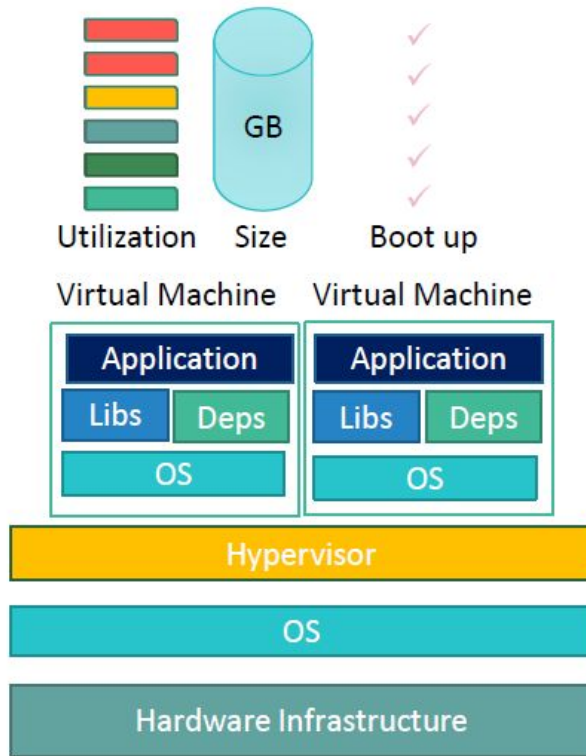 GB
Utilization Size Boot up
Virtual Machine Virtual Machine
Application Application
Libs Deps Libs Deps
OS OS
Hypervisor
OS
Hardware Infrastructure